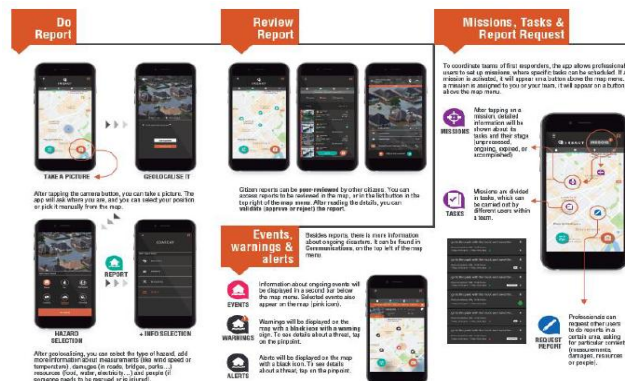 Do
Report
TAKE A PICTURE
GEOLOCALISE IT
After tapping the camera button, you can take a picture. The
app will ask where you are, and you can select your position
or pick it manually from the map.
REPORT
HAZARD
SELECTION
+ INFO SELECTION
After geolocalising, you can select the type of hazard, add
more information about measurements (like wind speed or
temperature), damages (in roads, bridges, parks...)
resources (food, water, electricity...) and people (if
someone needs to be rescued or is injured).
Review
Report
Citizen reports can be peer-reviewed by other citizens. You can
access reports to be reviewed in the map, or in the list button in the
top right of the map menu. After reading the details, you can
validate (approve or reject) the report.
Events,
warnings &
alerts
Besides reports, there is more information
about ongoing disasters. It can be found in
Communications, on the top left of the map
menu.
EVENTS
Information about ongoing events will
be displayed in a second bar below
the map menu. Selected events also
appear on the map (pink icon).
WARNINGS
Warnings will be displayed on the
map with a black icon with a warning
sign. To see details about a threat, tap
on the pinpoint.
ALERTS
Alerts will be displayed on the map
with a black icon. To see details
about a threat, tap on the pinpoint.
Missions, Tasks &
Report Request
To coordinate teams of first responders, the app allows professional
users to set up missions, where specific tasks can be scheduled. If a
mission is activated, it will appear on a button above the map menu.
a mission is assigned to you or your team, it will appear on a button
above the map menu.
MISSIONS
After tapping on a
mission, detailed
information will be
shown about its
tasks and their stage
(unprocessed,
ongoing, expired, or
accomplished)
TASKS
Missions are divided
in tasks, which can
be carried out by
different users within
a team.
REQUEST
REPORT
Professionals can
request other users
to do reports in a
certain area, asking
for particular content
(measurements,
damages, resources
or people).